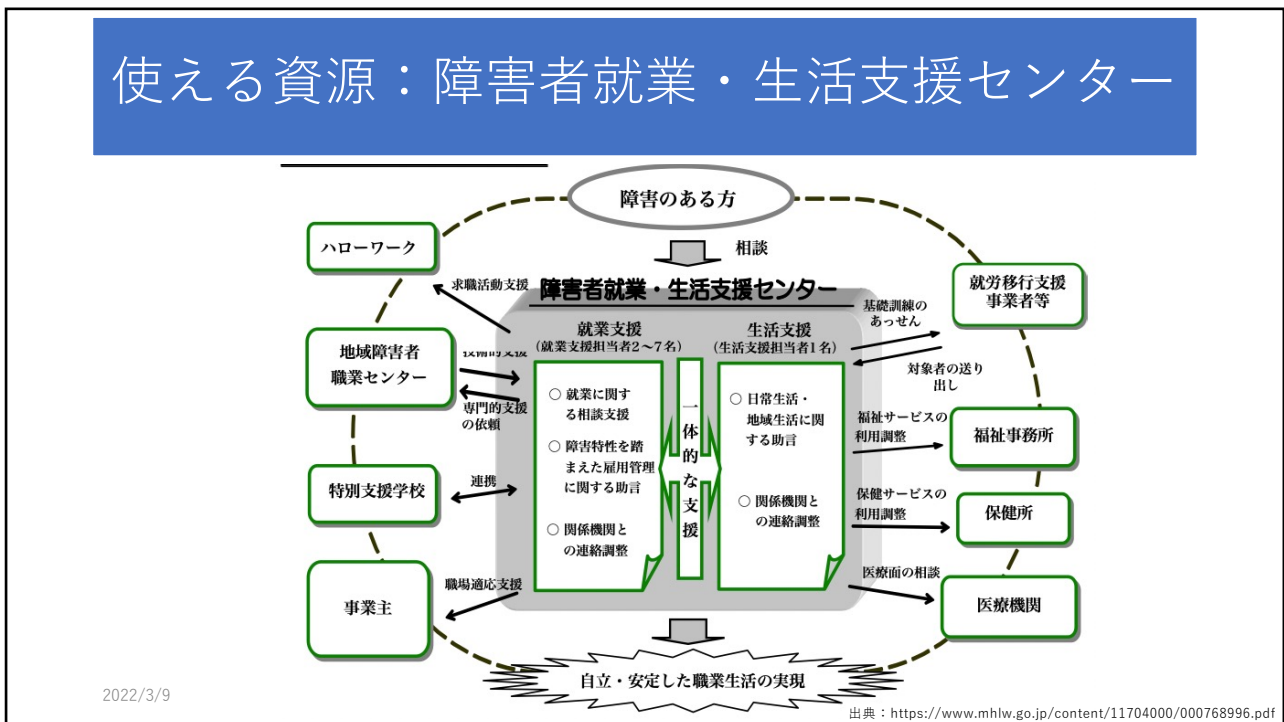 使える資源：障害者就業・生活支援センター
障害のある方
相談
ハローワーク
求職活動支援
障害者就業・生活支援センター
就労移行支援
事業者等
基礎訓練の
あっせん
対象者の送り
出し
地域障害者
職業センター
専門的支援
の依頼
就業支援
（就業支援担当者2～7名）
生活支援
（生活支援担当者1名）
○ 就業に関す
る相談支援
○ 障害特性を踏
まえた雇用管理
に関する助言
○ 関係機関と
の連絡調整
一体的な支援
○ 日常生活・
地域生活に関
する助言
○ 関係機関と
の連絡調整
福祉サービスの
利用調整
福祉事務所
特別支援学校
連携
保健サービスの
利用調整
保健所
事業主
職場適応支援
医療面の相談
医療機関
自立・安定した職業生活の実現
2022/3/9
出典：https://www.mhlw.go.jp/content/11704000/000768996.pdf